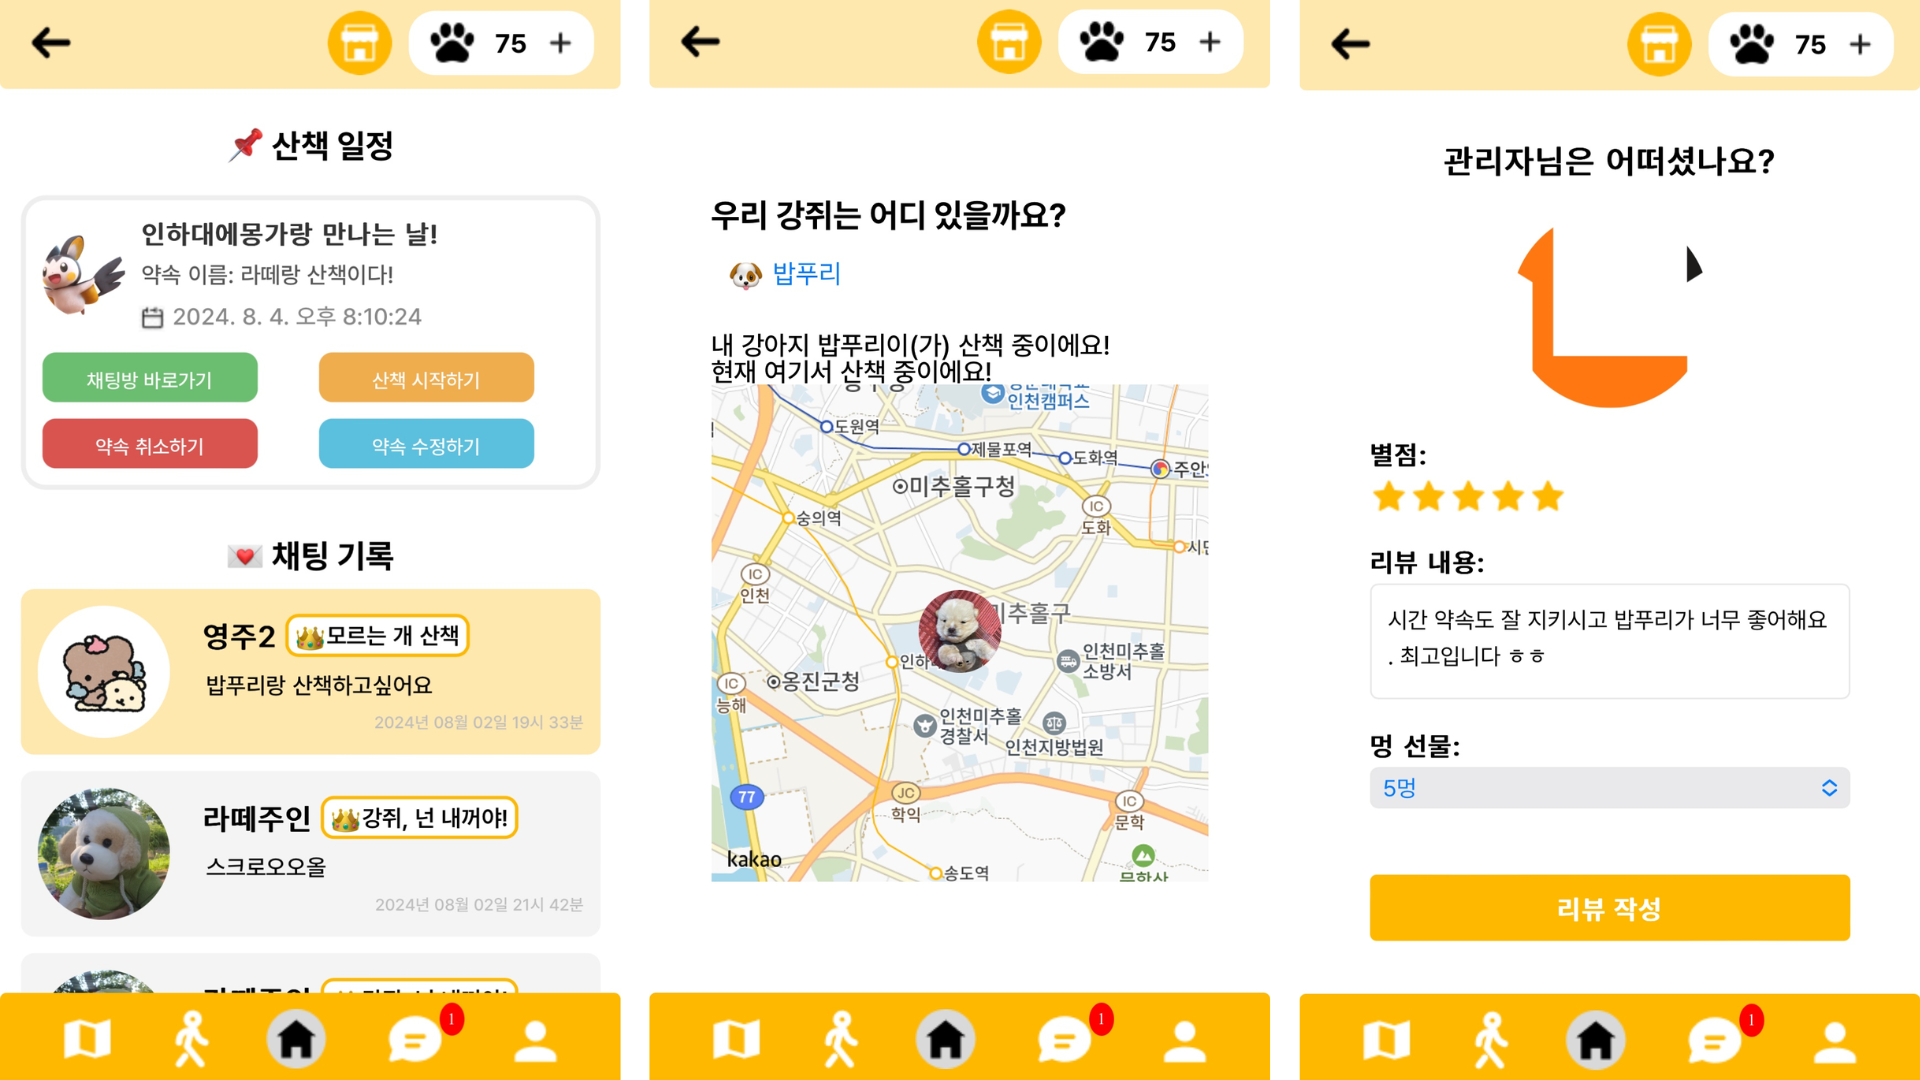 75 +
📌 산책 일정
인하대에몽가랑 만나는 날!
약속 이름: 라떼랑 산책이다!
2024. 8. 4. 오후 8:10:24
채팅방 바로가기
산책 시작하기
약속 취소하기
약속 수정하기
💌 채팅 기록
영주2 👑모르는 개 산책
밥푸리랑 산책하고싶어요
2024년 08월 02일 19시 33분
라떼주인 👑강쥐, 넌 내꺼야!
스크로오오올
2024년 08월 02일 21시 42분
1
75 +
우리 강쥐는 어디 있을까요?
🐶 밥푸리
내 강아지 밥푸리이(가) 산책 중이에요!
현재 여기서 산책 중이에요!
인천캠퍼스
도원역
제물포역
도화역
미추홀구청
IC
도화
숭의역
IC
인천
미추홀구
인천미추홀
소방서
옹진군청
IC
능해
인천미추홀
경찰서
인천지방법원
77
JC
학익
IC
문학
kakao
송도역
1
75 +
관리자님은 어떠셨나요?
별점:
리뷰 내용:
시간 약속도 잘 지키시고 밥푸리가 너무 좋어해요
. 최고입니다 ㅎㅎ
멍 선물:
5멍
리뷰 작성
1